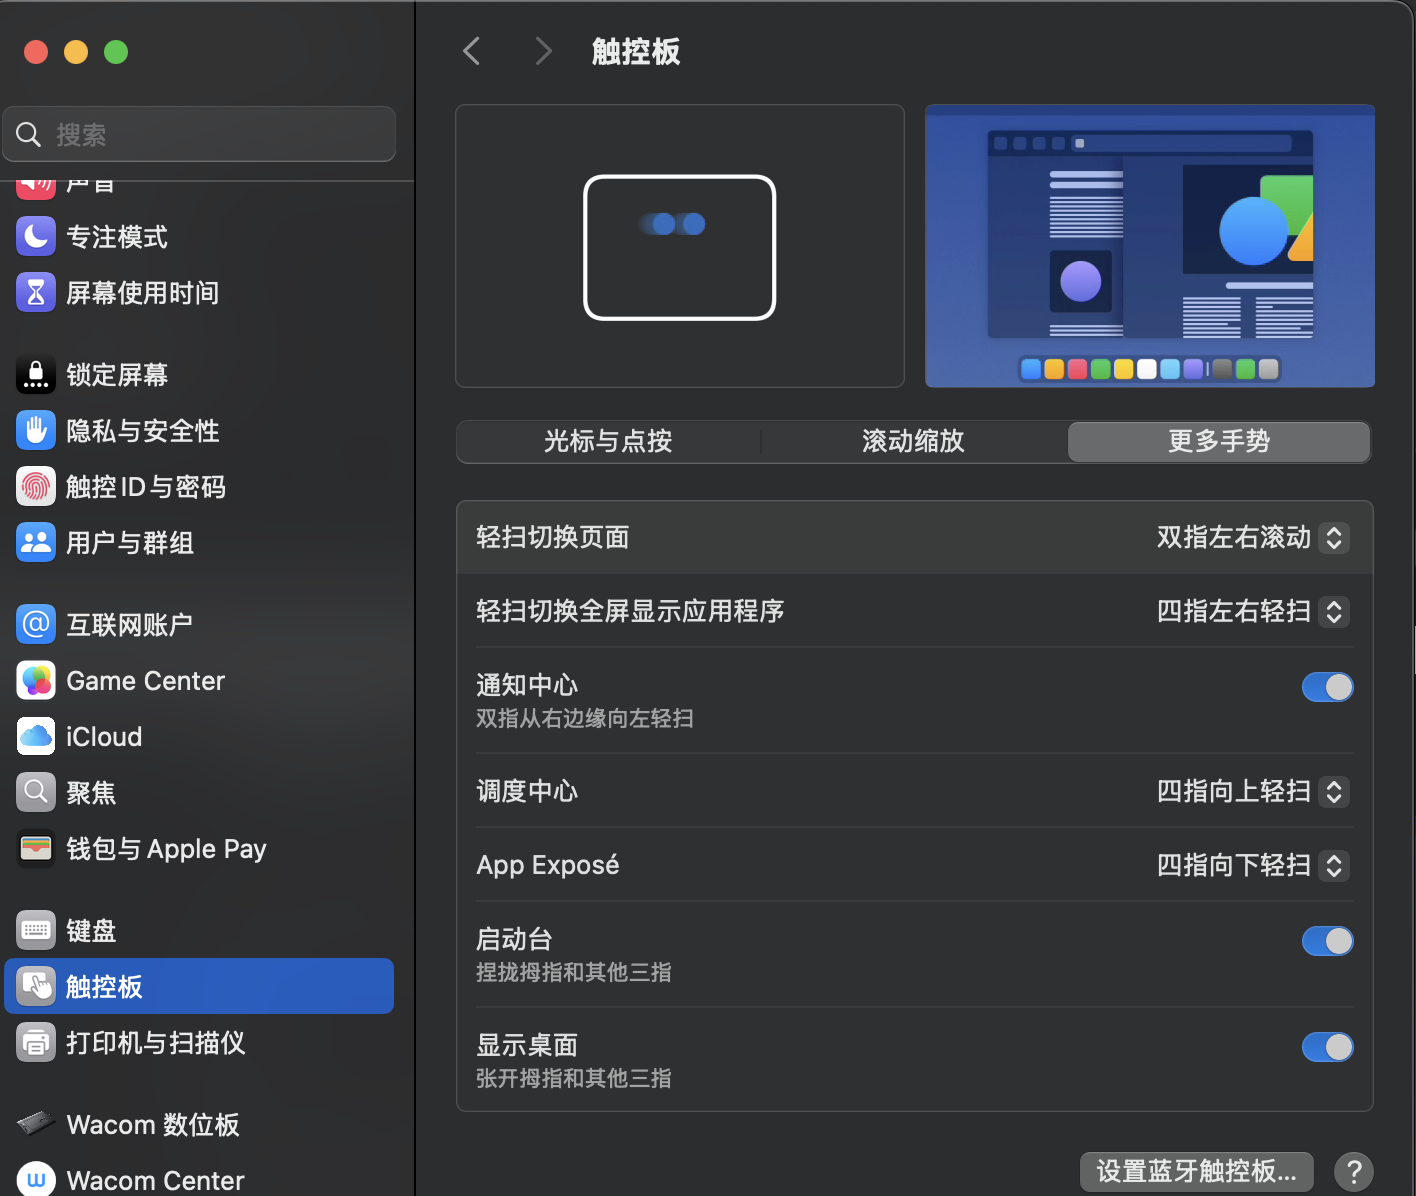 触控板
搜索
声音
专注模式
屏幕使用时间
锁定屏幕
隐私与安全性
触控 ID 与密码
用户与群组
互联网账户
Game Center
iCloud
聚焦
钱包与 Apple Pay
键盘
触控板
打印机与扫描仪
Wacom 数位板
Wacom Center
光标与点按
滚动缩放
更多手势
轻扫切换页面
双指左右滚动
轻扫切换全屏显示应用程序
四指左右轻扫
通知中心
双指从右边缘向左轻扫
调度中心
四指向上轻扫
App Exposé
四指向下轻扫
启动台
捏拢拇指和其他三指
显示桌面
张开拇指和其他三指
设置蓝牙触控板...
?